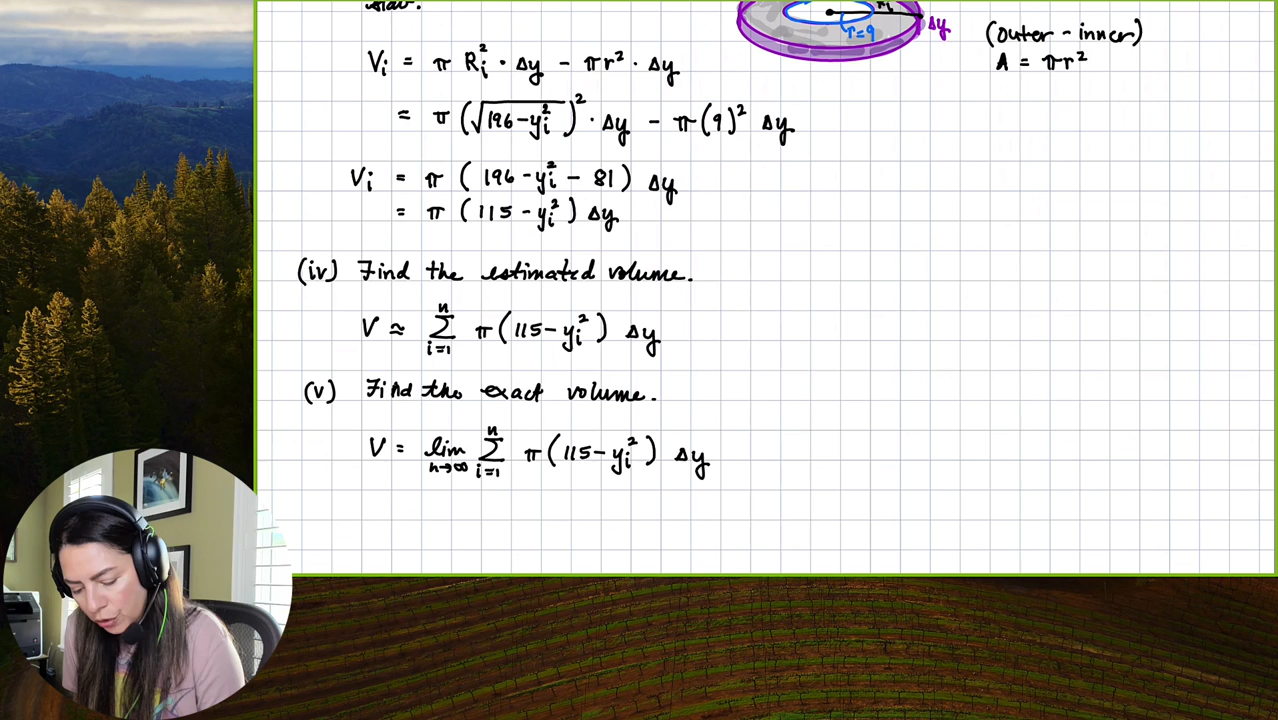 slab.
(outer - inner)
A = πr²
r=9
Δy
Vᵢ = π Rᵢ² · Δy - πr² · Δy
= π (√(196-yᵢ²))² · Δy - π(9)² Δy
Vᵢ = π (196 - yᵢ² - 81) Δy
= π (115 - yᵢ²) Δy
(iv) Find the estimated volume.
V ≈ ∑ᵢ₌₁ⁿ π(115-yᵢ²) Δy
(v) Find the exact volume.
V = lim n→∞ ∑ᵢ₌₁ⁿ π(115-yᵢ²) Δy